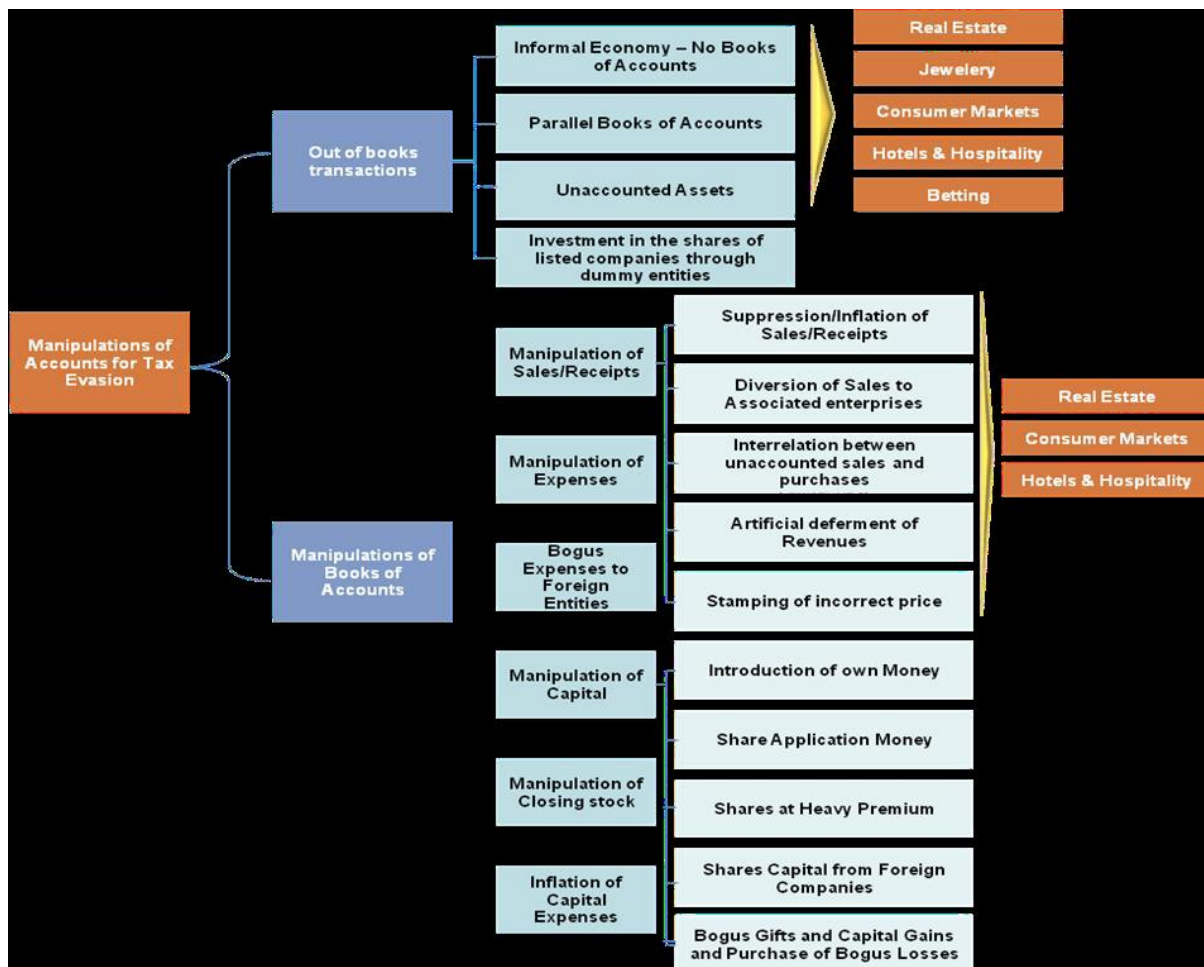 Manipulations of
Accounts for Tax
Evasion
Out of books
transactions
Informal Economy – No Books
of Accounts
Parallel Books of Accounts
Unaccounted Assets
Investment in the shares of
listed companies through
dummy entities
Real Estate
Jewelery
Consumer Markets
Hotels & Hospitality
Betting
Manipulations of
Books of
Accounts
Manipulation of
Sales/Receipts
Manipulation of
Expenses
Bogus
Expenses to
Foreign
Entities
Manipulation of
Capital
Manipulation of
Closing stock
Inflation of
Capital
Expenses
Suppression/Inflation of
Sales/Receipts
Diversion of Sales to
Associated enterprises
Interrelation between
unaccounted sales and
purchases
Artificial deferment of
Revenues
Stamping of incorrect price
Real Estate
Consumer Markets
Hotels & Hospitality
Introduction of own Money
Share Application Money
Shares at Heavy Premium
Shares Capital from Foreign
Companies
Bogus Gifts and Capital Gains
and Purchase of Bogus Losses